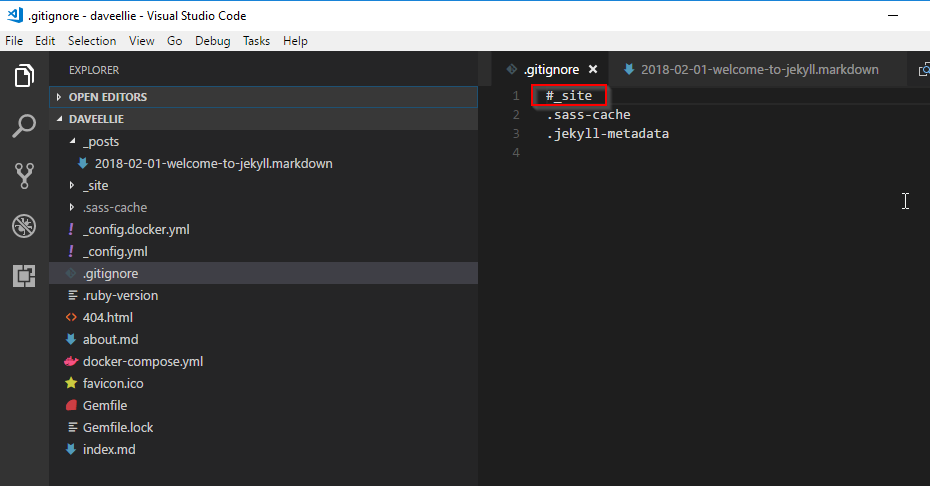 .gitignore - daveellie - Visual Studio Code
File Edit Selection View Go Debug Tasks Help
EXPLORER
OPEN EDITORS
DAVEELLIE
_posts
2018-02-01-welcome-to-jekyll.markdown
_site
.sass-cache
_config.docker.yml
_config.yml
.gitignore
.ruby-version
404.html
about.md
docker-compose.yml
favicon.ico
Gemfile
Gemfile.lock
index.md
.gitignore 2018-02-01-welcome-to-jekyll.markdown
1 #_site
2 .sass-cache
3 .jekyll-metadata
4